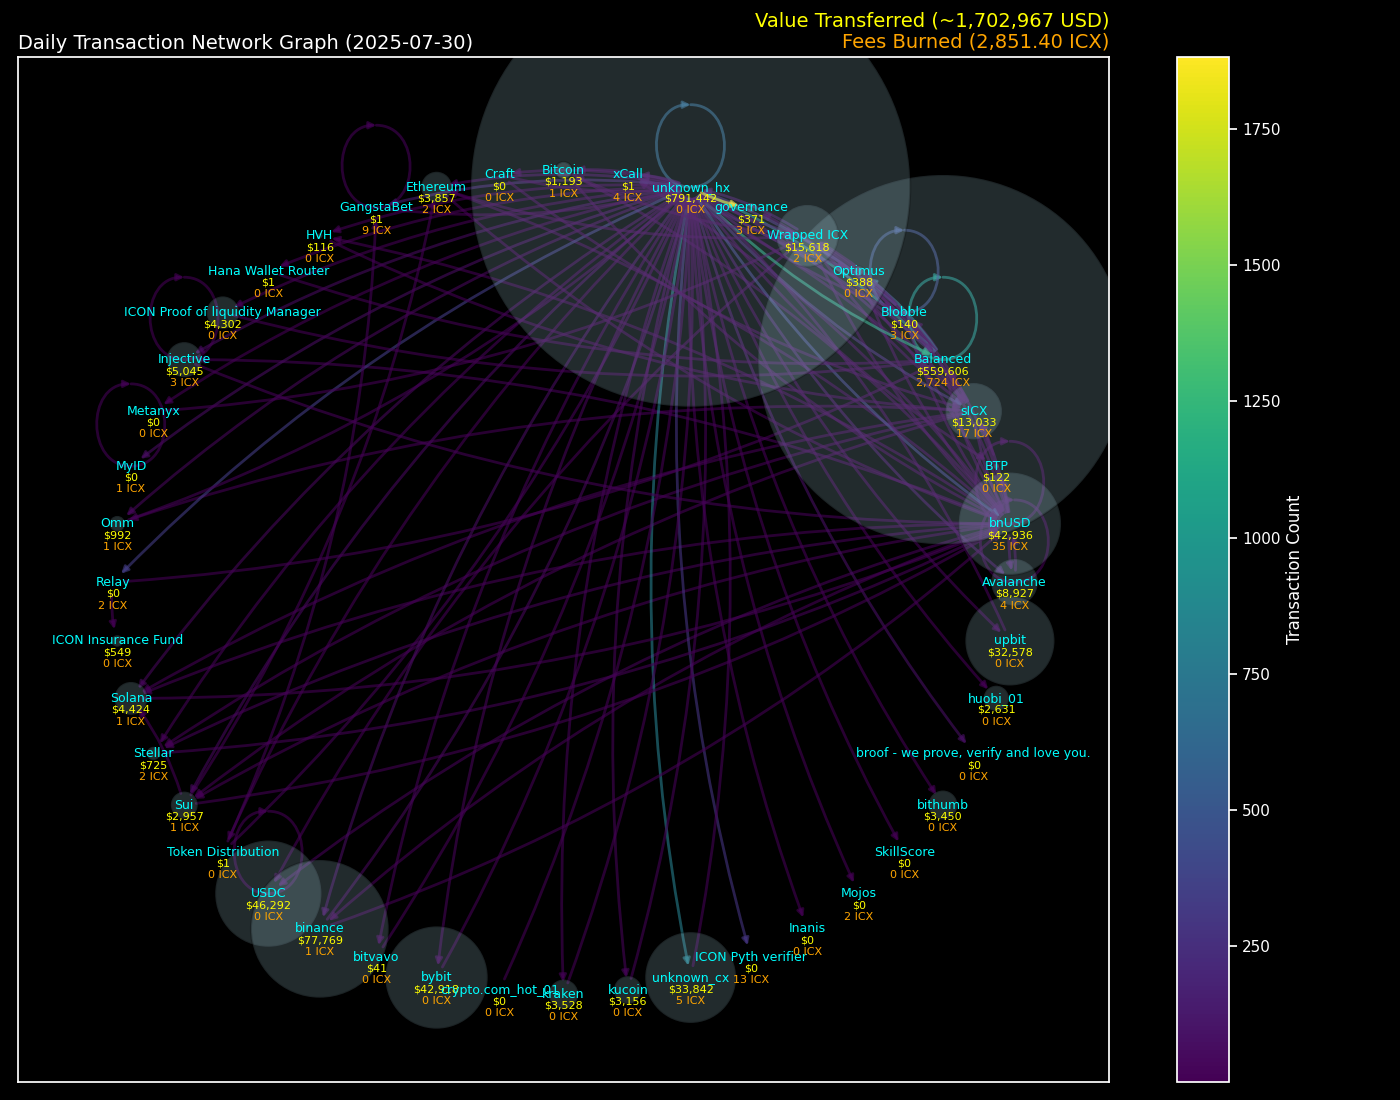 Value Transferred (~1,702,967 USD)
Daily Transaction Network Graph (2025-07-30)
Fees Burned (2,851.40 ICX)
Craft
$0
0 ICX
Bitcoin
$1,193
1 ICX
xCall
$1
4 ICX
unknown_hx
$791,442
0 ICX
Ethereum
$3,857
2 ICX
governance
$371
3 ICX
GangstaBet
$1
9 ICX
Wrapped ICX
$15,618
2 ICX
HVH
$116
0 ICX
Optimus
$388
0 ICX
Hana Wallet Router
$1
0 ICX
Blobble
$140
3 ICX
ICON Proof of liquidity Manager
$4,302
0 ICX
Balanced
$559,606
2,724 ICX
Injective
$5,045
3 ICX
sICX
$13,033
17 ICX
Metanyx
$0
0 ICX
BTP
$122
0 ICX
MyID
$0
1 ICX
bnUSD
$42,936
35 ICX
Omm
$992
1 ICX
Avalanche
$8,927
4 ICX
Relay
$0
2 ICX
upbit
$32,578
0 ICX
ICON Insurance Fund
$549
0 ICX
huobi_01
$2,631
0 ICX
Solana
$4,424
1 ICX
broof - we prove, verify and love you.
$0
0 ICX
Stellar
$725
2 ICX
bithumb
$3,450
0 ICX
Sui
$2,957
1 ICX
SkillScore
$0
0 ICX
Token Distribution
$1
0 ICX
Mojos
$0
2 ICX
USDC
$46,292
0 ICX
Inanis
$0
0 ICX
binance
$77,769
1 ICX
ICON Pyth verifier
$0
13 ICX
bitvavo
$41
0 ICX
unknown_cx
$33,842
5 ICX
bybit
$42,918
0 ICX
crypto.com_hot_01
$0
0 ICX
kraken
$3,528
0 ICX
kucoin
$3,156
0 ICX
1750
1500
1250
1000
750
500
250
Transaction Count